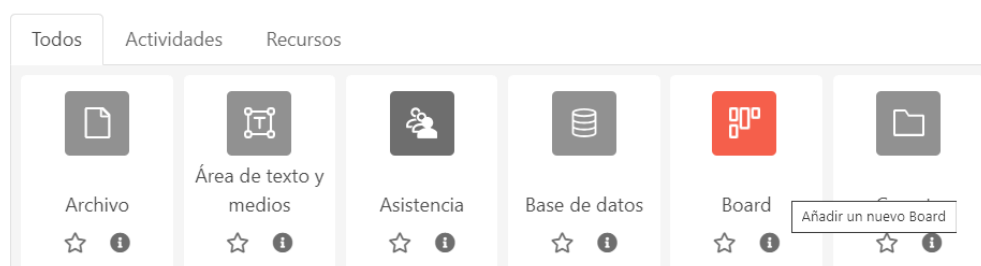 Todos Actividades Recursos
Archivo
Área de texto y
medios
Asistencia
Base de datos
Board
Añadir un nuevo Board